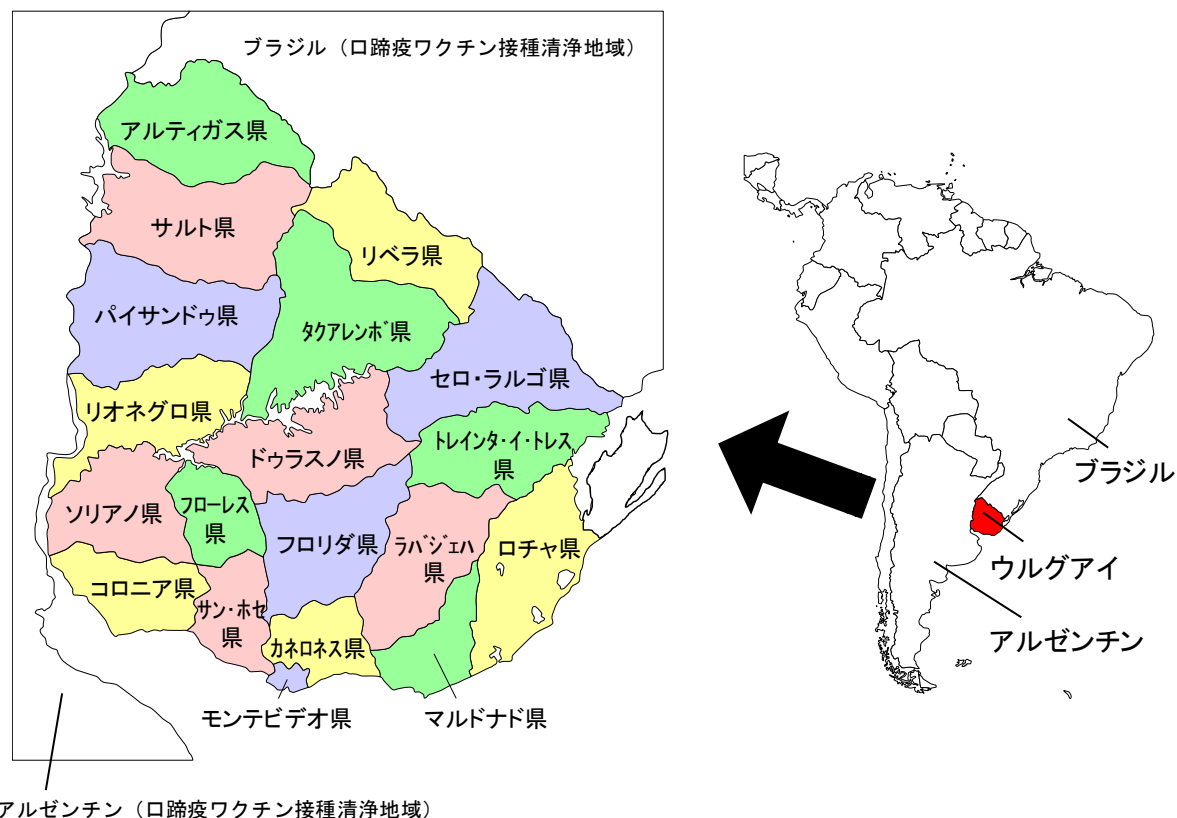 ブラジル（口蹄疫ワクチン接種清浄地域）
アルティガス県
サルト県
リベラ県
パイサンドゥ県
ﾀｸｱﾚﾝﾎﾞ県
セロ・ラルゴ県
リオネグロ県
ドゥラスノ県
ﾄﾚｲﾝﾀ・ｲ・ﾄﾚｽ
県
ソリアノ県
ﾌﾛｰﾚｽ
県
フロリダ県
ﾗﾊﾞｼﾞｪﾊ
県
ロチャ県
コロニア県
ｻﾝ・ﾎｾ
県
ｶﾈﾛﾈｽ県
モンテビデオ県
マルドナド県
アルゼンチン（口蹄疫ワクチン接種清浄地域）
ブラジル
ウルグアイ
アルゼンチン